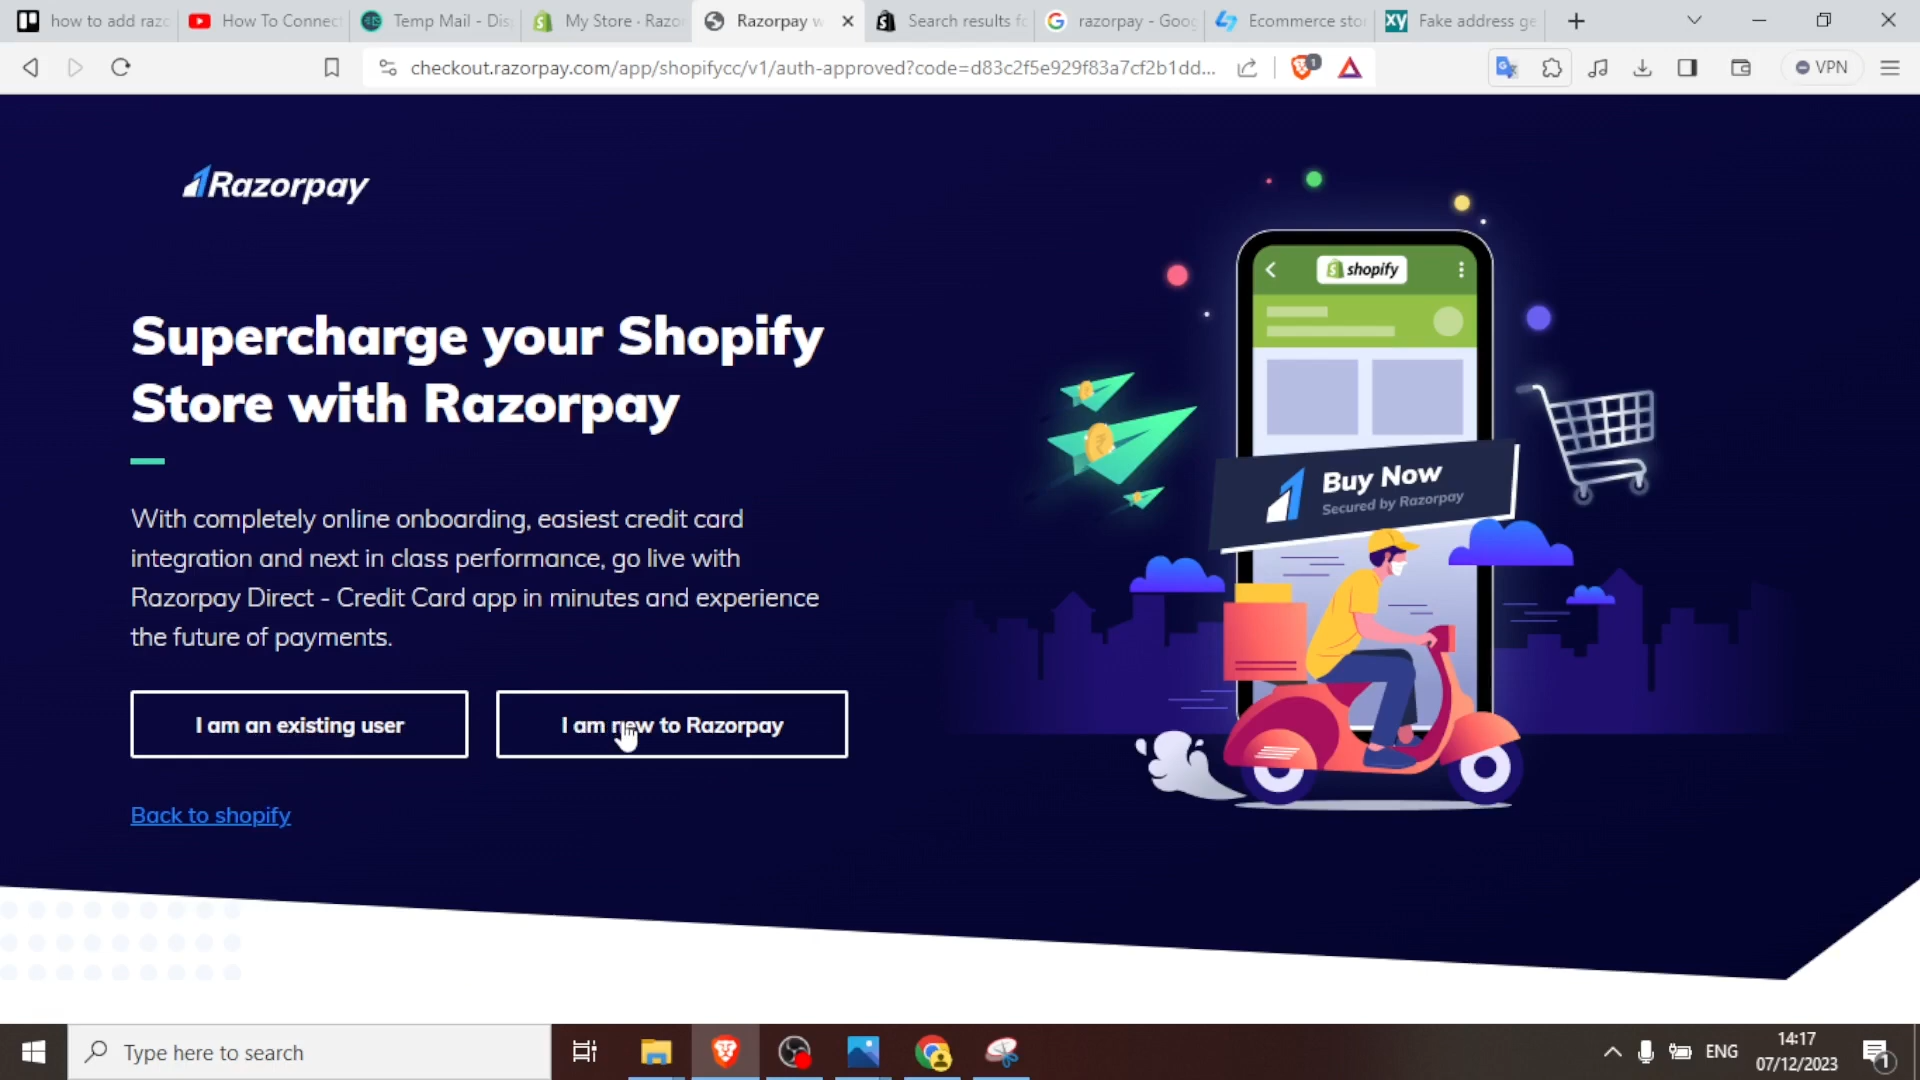 how to add razo
How To Connect
Temp Mail - Dis
My Store · Razor
Razorpay w
Search results fo
razorpay - Goog
Ecommerce stor
Fake address ge
checkout.razorpay.com/app/shopifycc/v1/auth-approved?code=d83c2f5e929f83a7cf2b1dd...
1
VPN
Razorpay
Supercharge your Shopify
Store with Razorpay
With completely online onboarding, easiest credit card
integration and next in class performance, go live with
Razorpay Direct - Credit Card app in minutes and experience
the future of payments.
I am an existing user
I am new to Razorpay
Back to shopify
shopify
Buy Now
Secured by Razorpay
Type here to search
ENG
14:17
07/12/2023
1